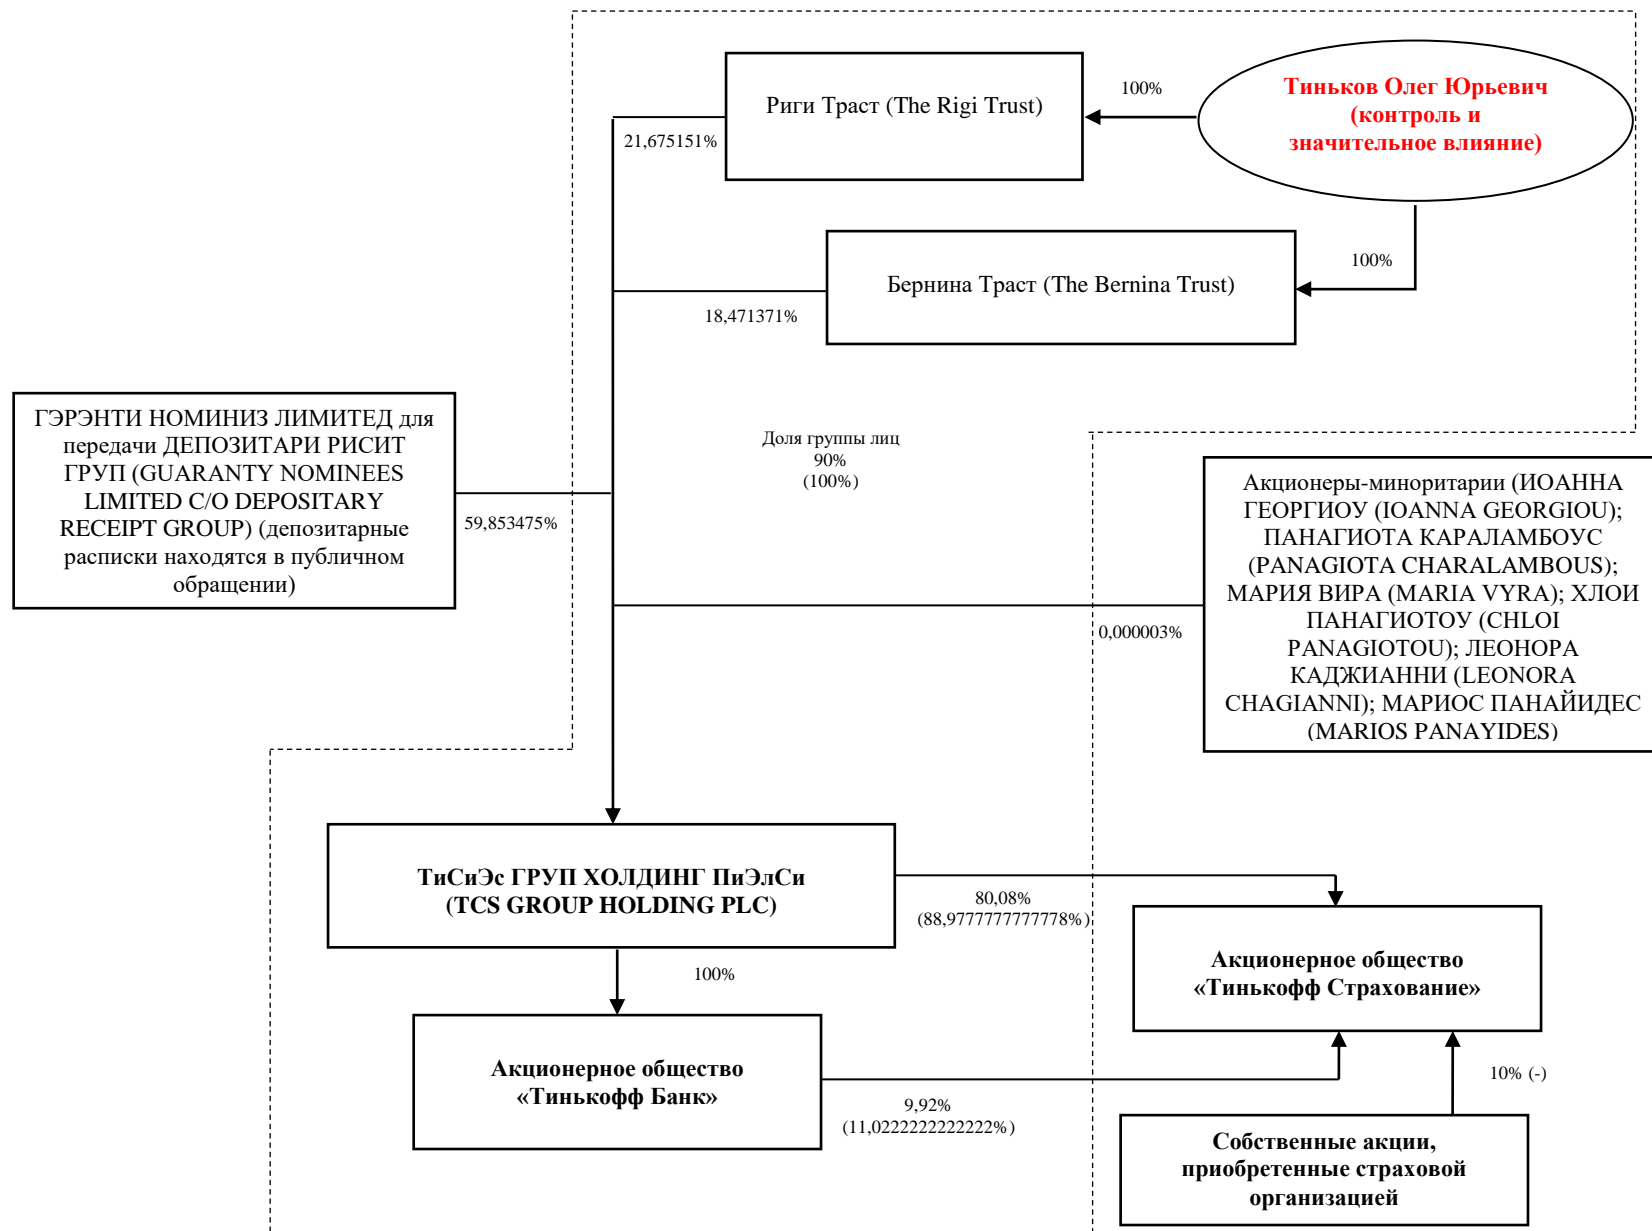 Риги Траст (The Rigi Trust)
100%
Тиньков Олег Юрьевич
(контроль и
значительное влияние)
21,675151%
Бернина Траст (The Bernina Trust)
100%
18,471371%
ГЭРЭНТИ НОМИНИЗ ЛИМИТЕД для
передачи ДЕПОЗИТАРИ РИСИТ
ГРУП (GUARANTY NOMINEES
LIMITED C/O DEPOSITARY
RECEIPT GROUP) (депозитарные
расписки находятся в публичном
обращении)
59,853475%
Доля группы лиц
90%
(100%)
Акционеры-миноритарии (ИОАННА
ГЕОРГИОУ (IOANNA GEORGIOU);
ПАНАГИОТА КАРАЛАМБОУС
(PANAGIOTA CHARALAMBOUS);
МАРИЯ ВИРА (MARIA VYRA); ХЛОИ
ПАНАГИОТОУ (CHLOI
PANAGIOTOU); ЛЕОНОРА
КАДЖИАННИ (LEONORA
CHAGIANNI); МАРИОС ПАНАЙИДЕС
(MARIOS PANAYIDES)
0,000003%
ТиСиЭс ГРУП ХОЛДИНГ ПиЭлСи
(TCS GROUP HOLDING PLC)
80,08%
(88,9777777777778%)
100%
Акционерное общество
«Тинькофф Страхование»
Акционерное общество
«Тинькофф Банк»
9,92%
(11,0222222222222%)
10% (-)
Собственные акции,
приобретенные страховой
организацией